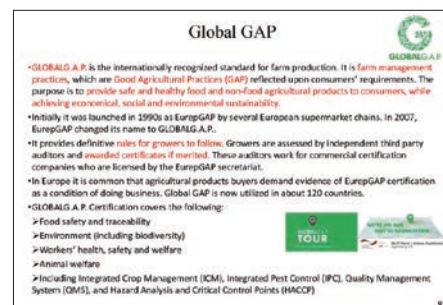 Global GAP
GLOBALG.A.P.
•GLOBALG.A.P. is the internationally recognized standard for farm production. It is farm management
practices, which are Good Agricultural Practices (GAP) reflected upon consumers' requirements. The
purpose is to provide safe and healthy food and non-food agricultural products to consumers, while
while achieving economical, social and environmental sustainability.
•Initially it was launched in 1990s as EurepGAP by several European supermarket chains. In 2007,
EurepGAP changed its name to GLOBALG.A.P..
•It provides definitive rules for growers to follow. Growers are assessed by independent third party
auditors and awarded certificates if merited. These auditors work for commercial certification
companies who are licensed by the EurepGAP secretariat.
•In Europe it is common that agricultural products buyers demand evidence of EurepGAP certification
as a condition of doing business. Global GAP is now utilized in about 120 countries.
•GLOBALG.A.P. Certification covers the following:
➢Food safety and traceability
➢Environment (including biodiversity)
➢Workers' health, safety and welfare
➢Animal welfare
➢Including Integrated Crop Management (ICM), Integrated Pest Control (IPC), Quality Management
System (QMS), and Hazard Analysis and Critical Control Points (HACCP)
TOUR